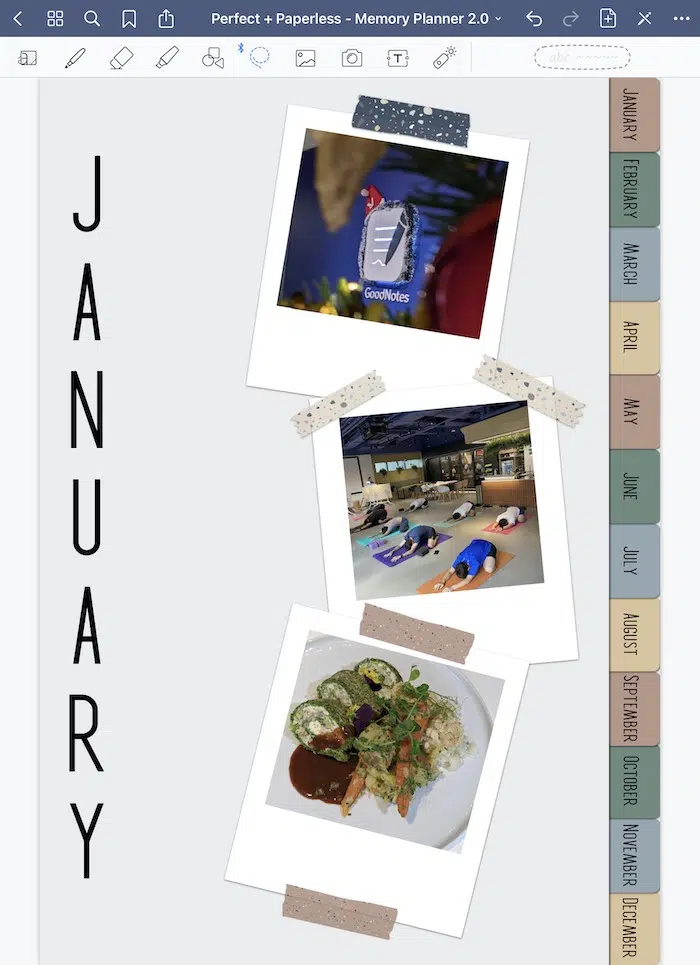 Perfect + Paperless - Memory Planner 2.0
T
abc
JANUARY
GoodNotes
JANUARY
FEBRUARY
MARCH
APRIL
MAY
JUNE
JULY
AUGUST
SEPTEMBER
OCTOBER
NOVEMBER
DECEMBER